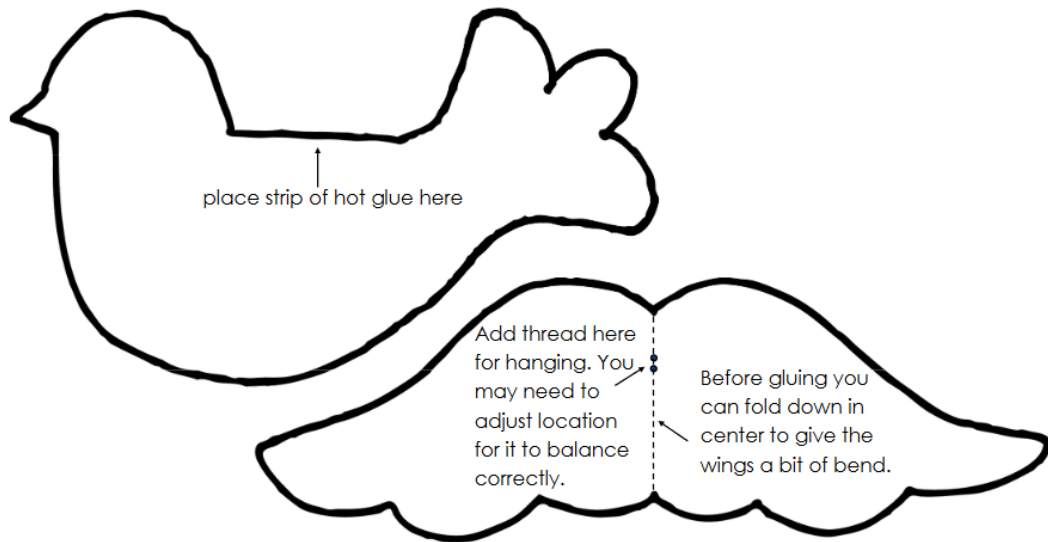 place strip of hot glue here
Add thread here
for hanging. You
may need to
adjust location
for it to balance
correctly.
Before gluing you
can fold down in
center to give the
wings a bit of bend.